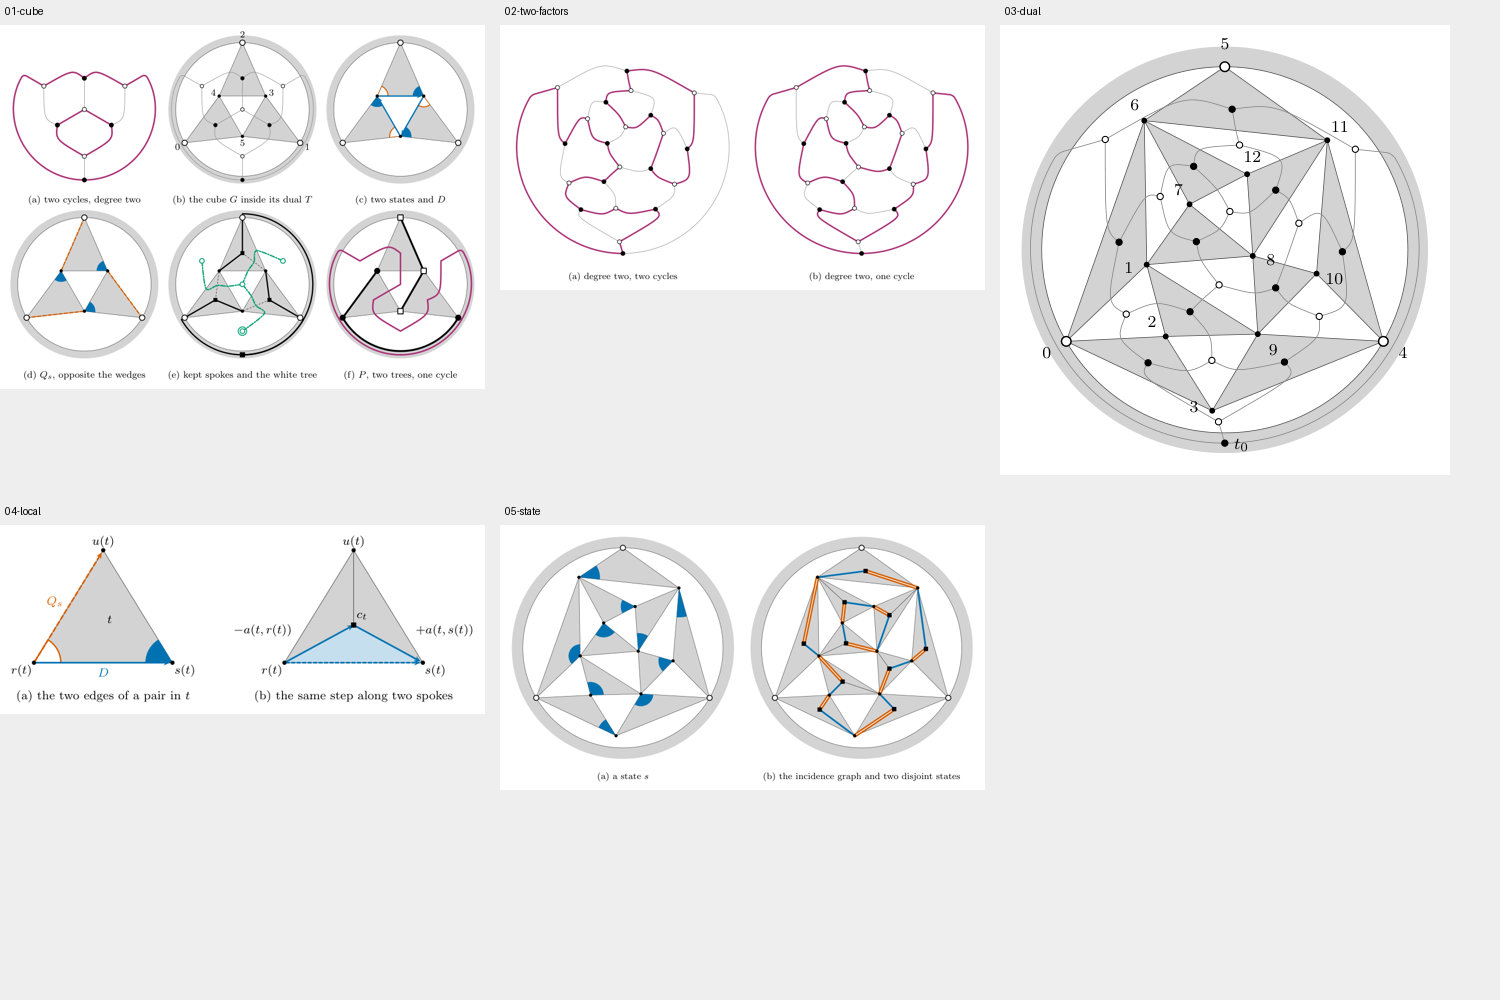 01-cube
02-two-factors
03-dual
2
4
3
0
5
1
(a) two cycles, degree two
(b) the cube G inside its dual T
(c) two states and D
(d) Qs, opposite the wedges
(e) kept spokes and the white tree
(f) P, two trees, one cycle
(a) degree two, two cycles
(b) degree two, one cycle
5
6
11
12
7
8
1
10
2
9
0
4
3
t0
04-local
05-state
u(t)
Qs
t
r(t)
D
s(t)
(a) the two edges of a pair in t
u(t)
ct
−a(t, r(t))
+a(t, s(t))
r(t)
s(t)
(b) the same step along two spokes
(a) a state s
(b) the incidence graph and two disjoint states